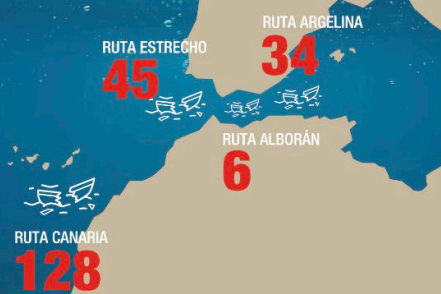 RUTA ARGELINA
34
RUTA ESTRECHO
45
RUTA ALBORÁN
6
RUTA CANARIA
128